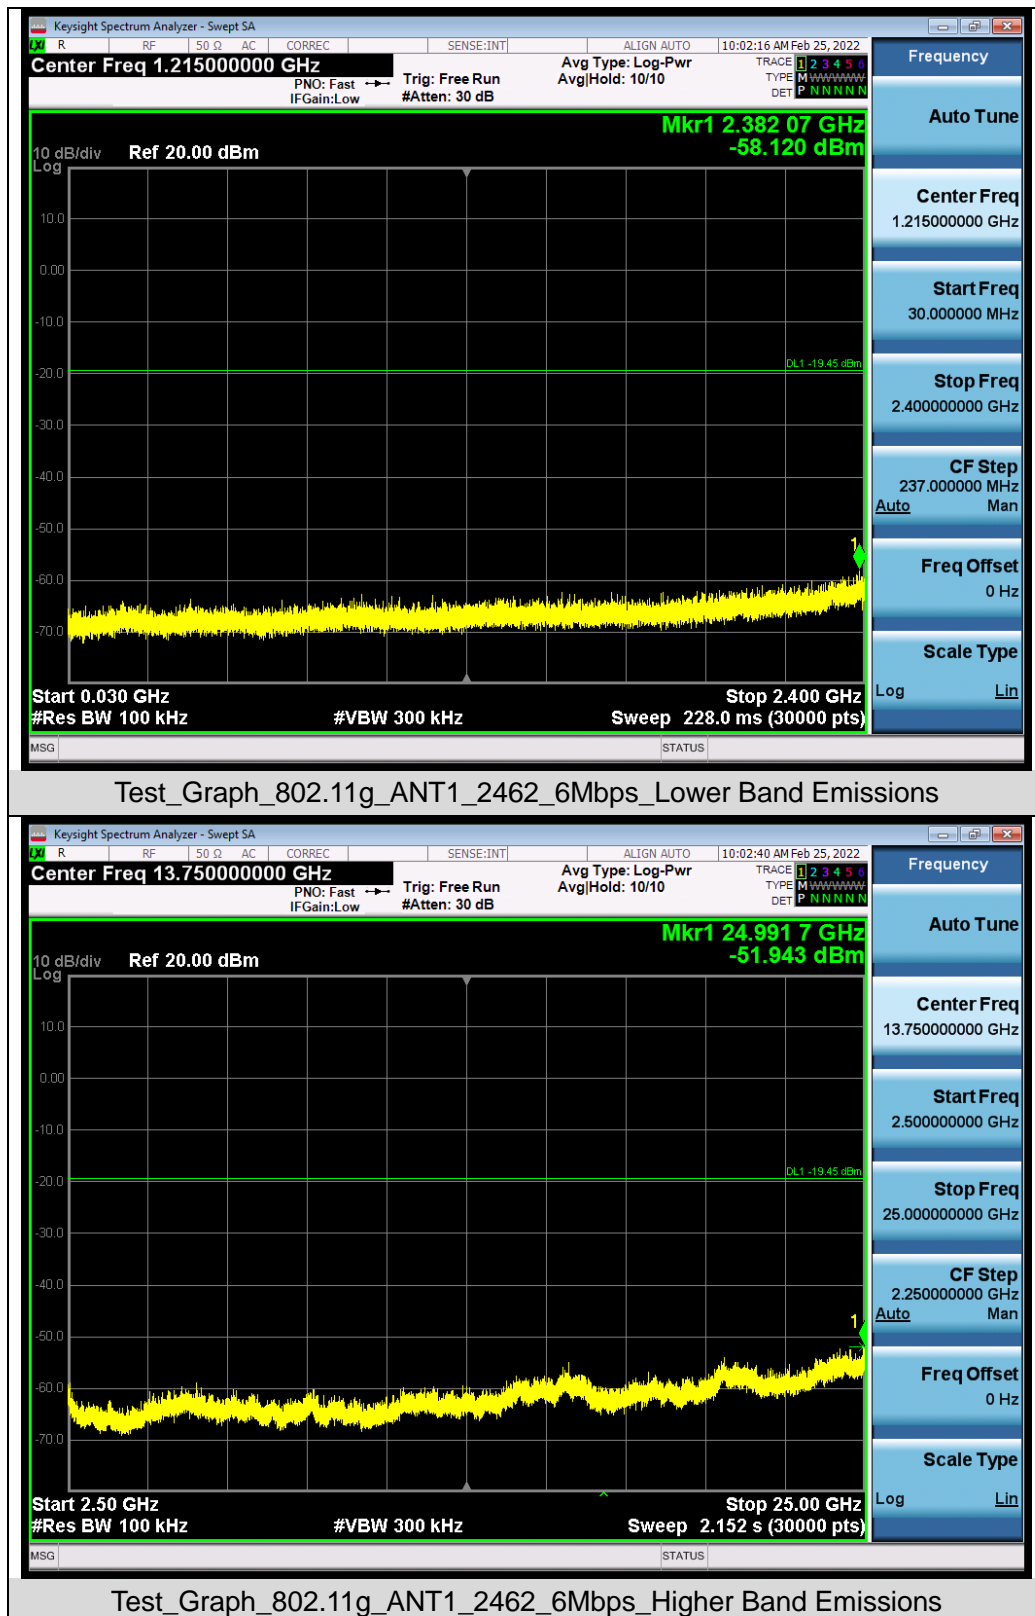 Keysight Spectrum Analyzer - Swept SA
LXI R RF 50 Ω AC CORREC SENSE:INT ALIGN AUTO 10:02:16 AM Feb 25, 2022
Center Freq 1.215000000 GHz
PNO: Fast
IFGain:Low
Trig: Free Run
#Atten: 30 dB
Avg Type: Log-Pwr
Avg|Hold: 10/10
TRACE 1 2 3 4 5 6
TYPE M WWWWW
DET P N N N N N
Mkr1 2.382 07 GHz
-58.120 dBm
10 dB/div Ref 20.00 dBm
Log
10.0
0.00
-10.0
DL1 -19.45 dBm
-20.0
-30.0
-40.0
-50.0
1
-60.0
-70.0
Start 0.030 GHz Stop 2.400 GHz
#Res BW 100 kHz #VBW 300 kHz Sweep 228.0 ms (30000 pts)
MSG STATUS
Frequency
Auto Tune
Center Freq
1.215000000 GHz
Start Freq
30.000000 MHz
Stop Freq
2.400000000 GHz
CF Step
237.000000 MHz
Auto Man
Freq Offset
0 Hz
Scale Type
Log Lin
Test_Graph_802.11g_ANT1_2462_6Mbps_Lower Band Emissions
Keysight Spectrum Analyzer - Swept SA
LXI R RF 50 Ω AC CORREC SENSE:INT ALIGN AUTO 10:02:40 AM Feb 25, 2022
Center Freq 13.750000000 GHz
PNO: Fast
IFGain:Low
Trig: Free Run
#Atten: 30 dB
Avg Type: Log-Pwr
Avg|Hold: 10/10
TRACE 1 2 3 4 5 6
TYPE M WWWWW
DET P N N N N N
Mkr1 24.991 7 GHz
-51.943 dBm
10 dB/div Ref 20.00 dBm
Log
10.0
0.00
-10.0
DL1 -19.45 dBm
-20.0
-30.0
-40.0
1
-50.0
-60.0
-70.0
Start 2.50 GHz Stop 25.00 GHz
#Res BW 100 kHz #VBW 300 kHz Sweep 2.152 s (30000 pts)
MSG STATUS
Frequency
Auto Tune
Center Freq
13.750000000 GHz
Start Freq
2.500000000 GHz
Stop Freq
25.000000000 GHz
CF Step
2.250000000 GHz
Auto Man
Freq Offset
0 Hz
Scale Type
Log Lin
Test_Graph_802.11g_ANT1_2462_6Mbps_Higher Band Emissions